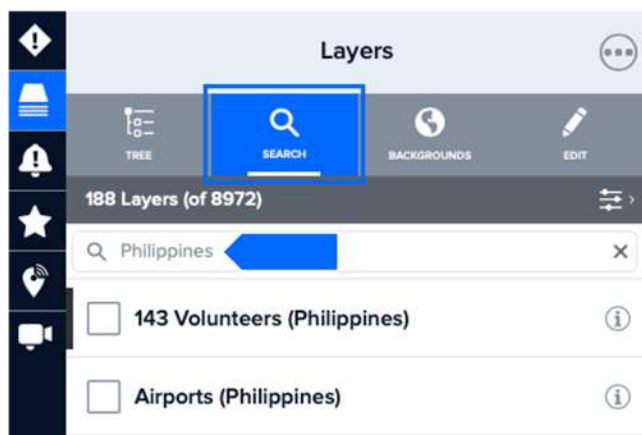 Layers
TREE
SEARCH
BACKGROUNDS
EDIT
188 Layers (of 8972)
Philippines
143 Volunteers (Philippines)
Airports (Philippines)